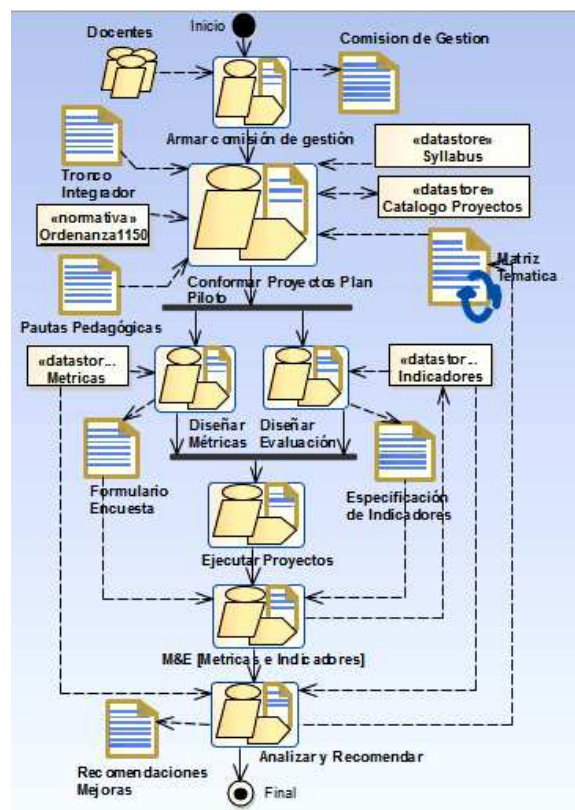 Docentes
Inicio
Comision de Gestion
Armar comisión de gestión
Tronco
Integrador
«datastore»
Syllabus
«normativa»
Ordenanza1150
«datastore»
Catalogo Proyectos
Matriz
Tematica
Pautas Pedagógicas
Conformar Proyectos Plan
Piloto
«datastor...
Metricas
«datastor...
Indicadores
Diseñar
Métricas
Diseñar
Evaluación
Formulario
Encuesta
Especificación
de Indicadores
Ejecutar Proyectos
M&E [Metricas e Indicadores]
Analizar y Recomendar
Recomendaciones
Mejoras
Final